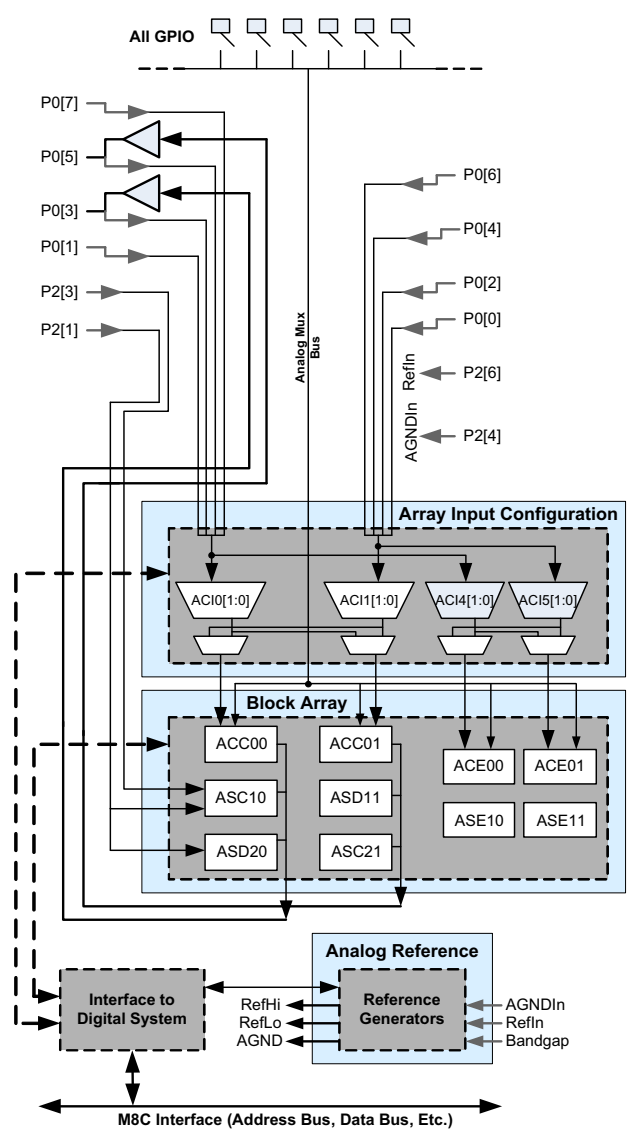 All GPIO
P0[7]
P0[5]
P0[3]
P0[1]
P2[3]
P2[1]
P0[6]
P0[4]
P0[2]
P0[0]
P2[6]
P2[4]
Analog Mux
Bus
RefIn
AGNDIn
Array Input Configuration
ACI0[1:0]
ACI1[1:0]
ACI4[1:0]
ACI5[1:0]
Block Array
ACC00
ACC01
ACE00
ACE01
ASC10
ASD11
ASE10
ASE11
ASD20
ASC21
Analog Reference
Interface to
Digital System
RefHi
RefLo
AGND
Reference
Generators
AGNDIn
RefIn
Bandgap
M8C Interface (Address Bus, Data Bus, Etc.)